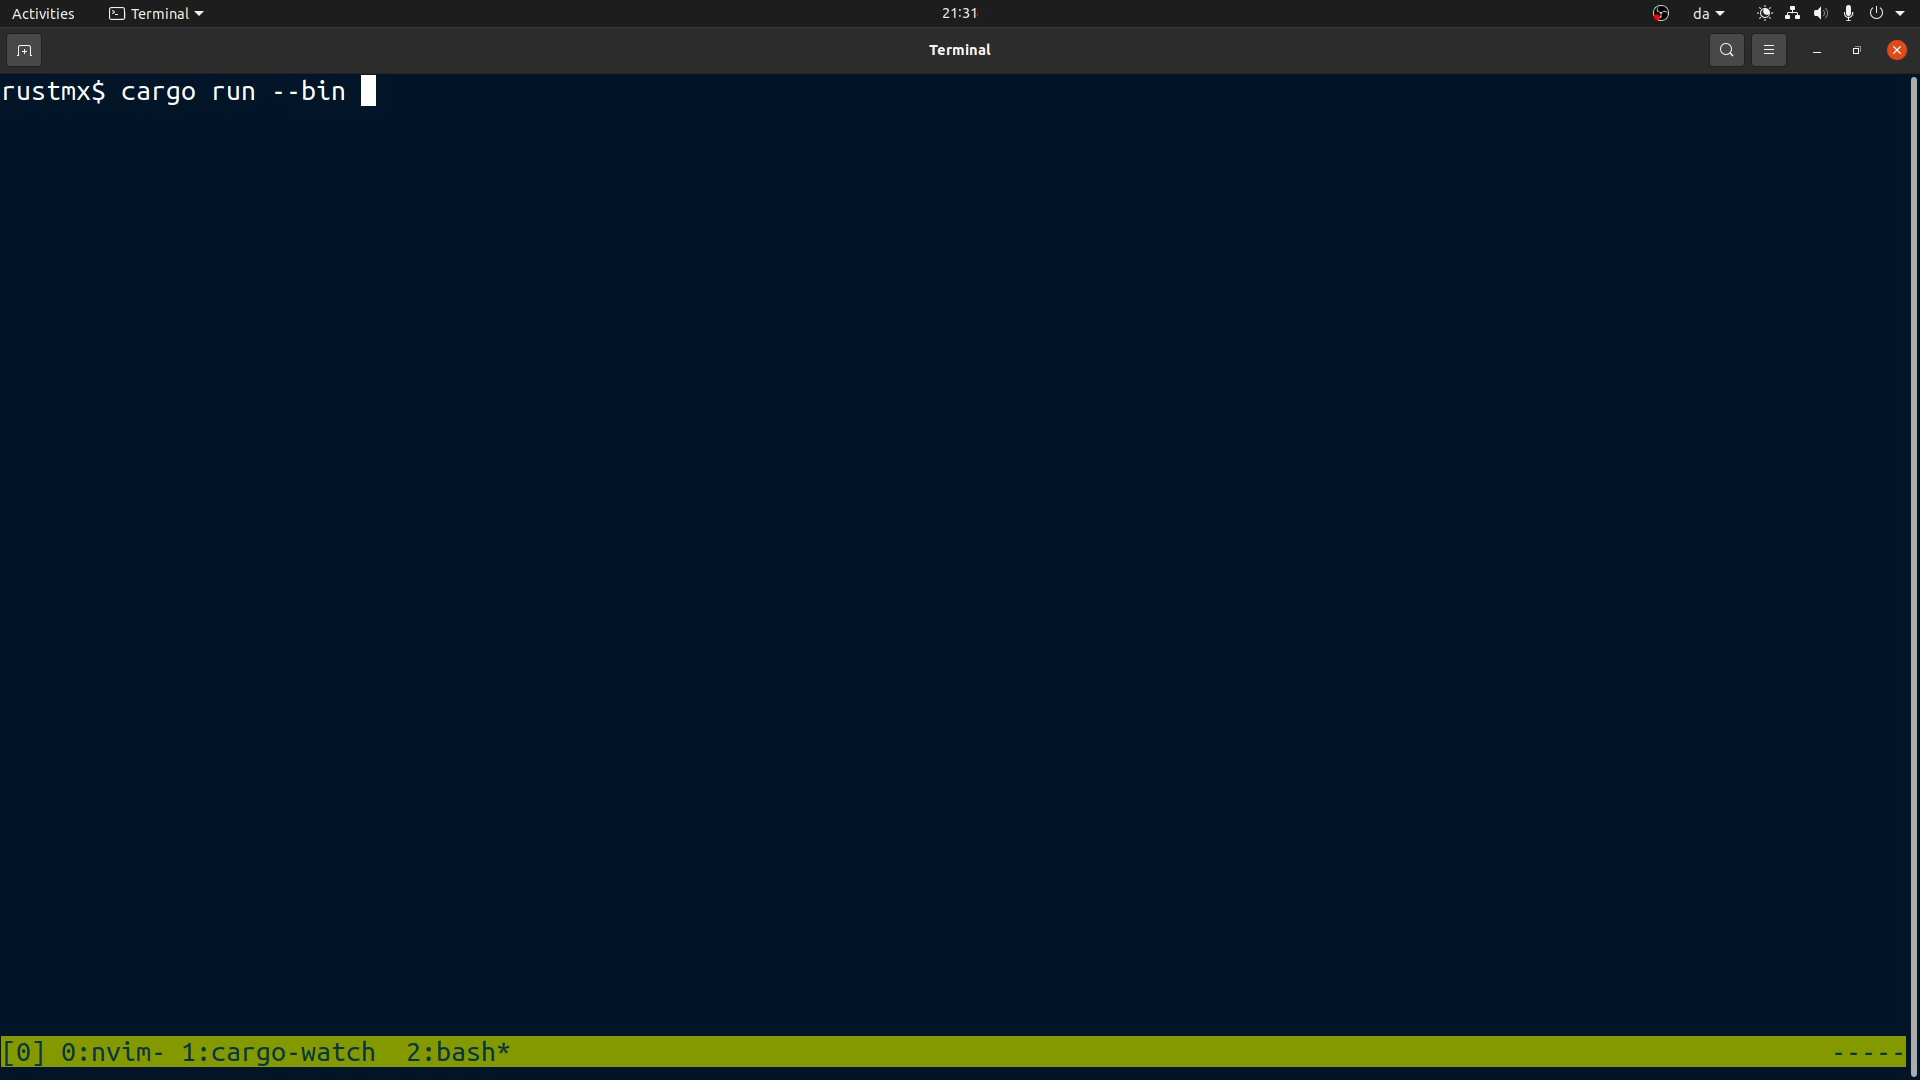 Activities Terminal 21:31 da
Terminal
rustmx$ cargo run --bin
[0] 0:nvim- 1:cargo-watch  2:bash* -----